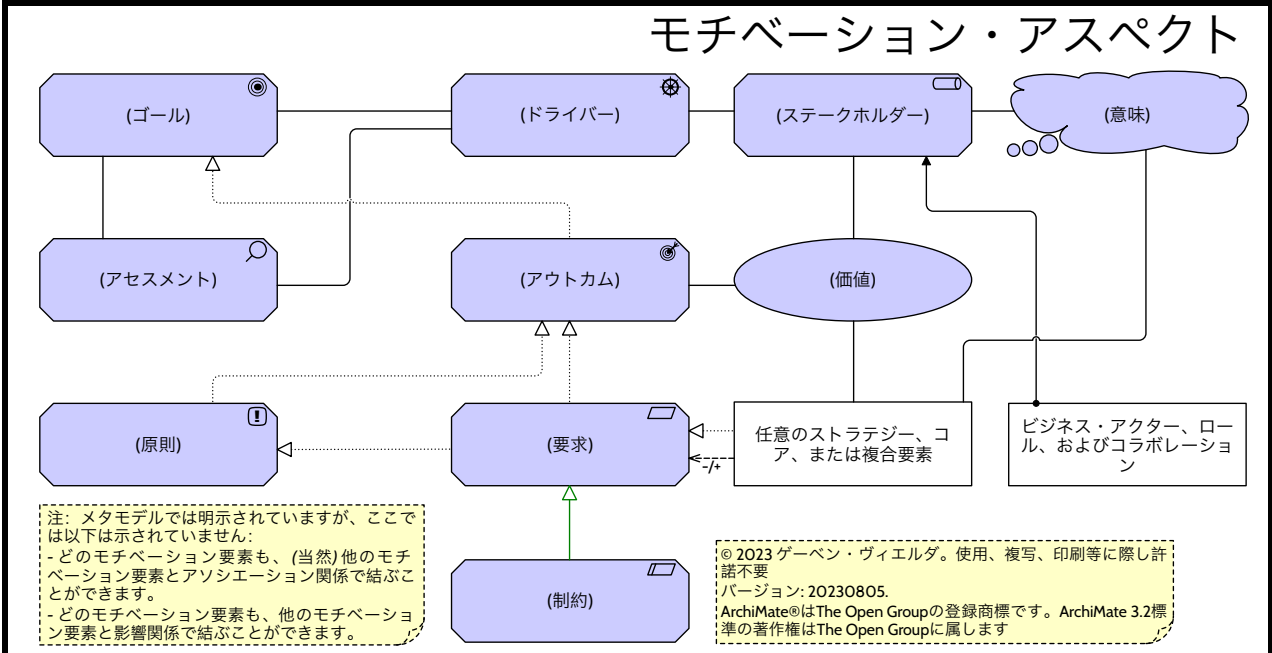 モチベーション・アスペクト
(ゴール)
(ドライバー)
(ステークホルダー)
(意味)
(アセスメント)
(アウトカム)
(価値)
(原則)
(要求)
任意のストラテジー、コ
ア、または複合要素
ビジネス・アクター、ロー
ル、およびコラボレーショ
ン
-/+
(制約)
注：メタモデルでは明示されていますが、ここで
は以下は示されていません：
- どのモチベーション要素も、(当然) 他のモチ
ベーション要素とアソシエーション関係で結ぶこ
とができます。
- どのモチベーション要素も、他のモチベーショ
ン要素と影響関係で結ぶことができます。
© 2023 ゲーベン・ヴィエルダ。使用、複写、印刷等に際し許
諾不要
バージョン: 20230805.
ArchiMate®はThe Open Groupの登録商標です。ArchiMate 3.2標
準の著作権はThe Open Groupに属します